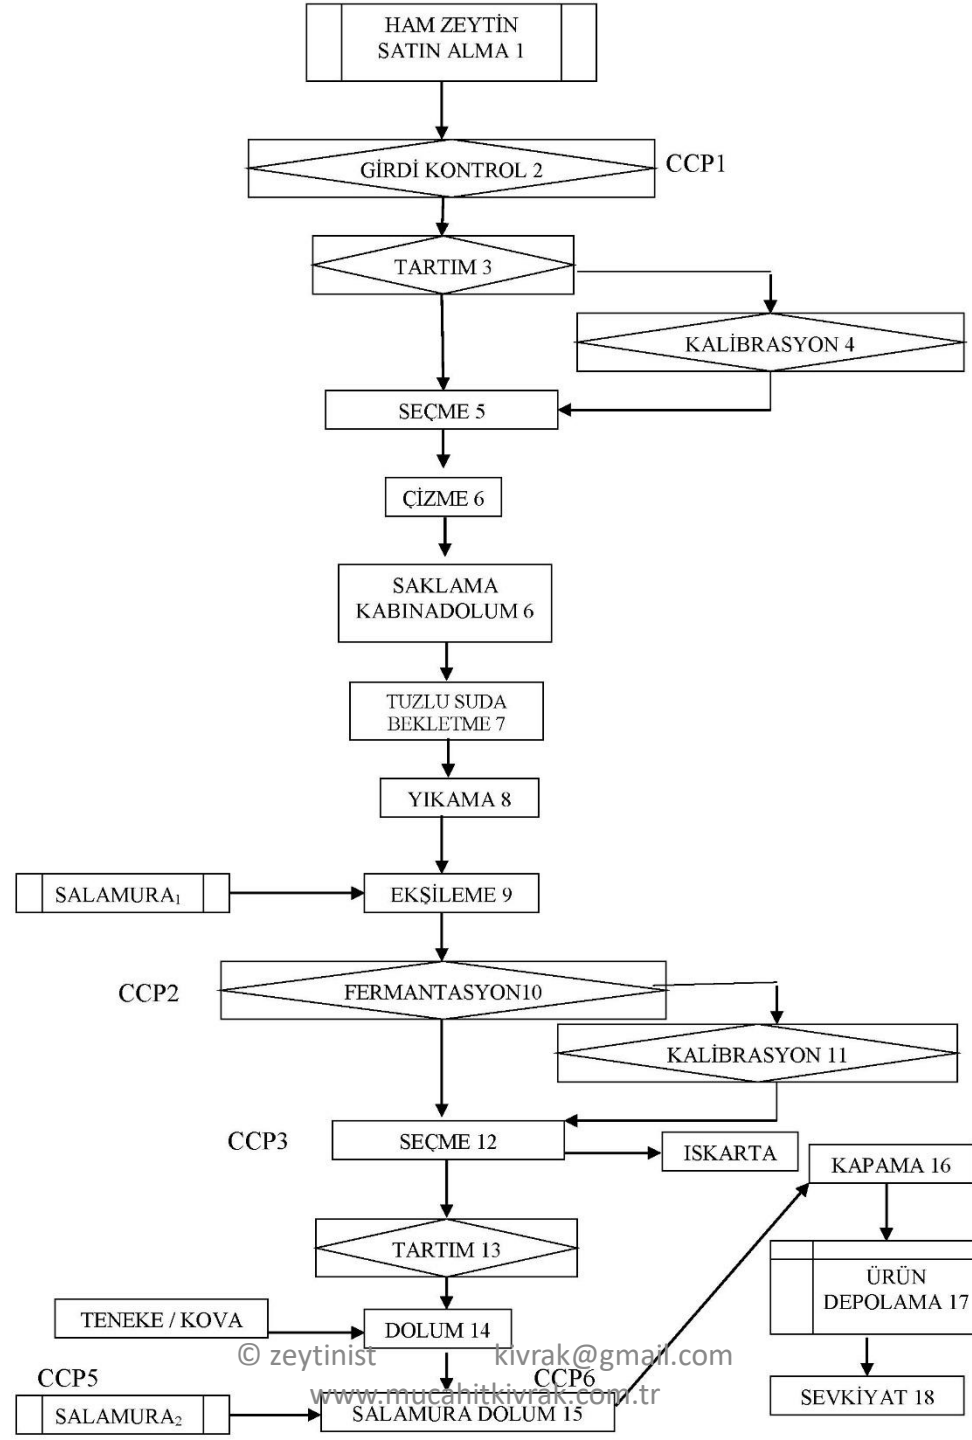 HAM ZEYTİN
SATIN ALMA 1
GİRDİ KONTROL 2
CCP1
TARTIM 3
KALİBRASYON 4
SEÇME 5
ÇİZME 6
SAKLAMA
KABINADOLUM 6
TUZLU SUDA
BEKLETME 7
YIKAMA 8
SALAMURA₁
EKŞİLEME 9
CCP2
FERMANTASYON10
KALİBRASYON 11
CCP3
SEÇME 12
ISKARTA
KAPAMA 16
TARTIM 13
ÜRÜN
DEPOLAMA 17
TENEKE / KOVA
DOLUM 14
© zeytinist kivrak@gmail.com
CCP5
CCP6
www.mucahitkivrak.com.tr
SEVKİYAT 18
SALAMURA₂
SALAMURA DOLUM 15